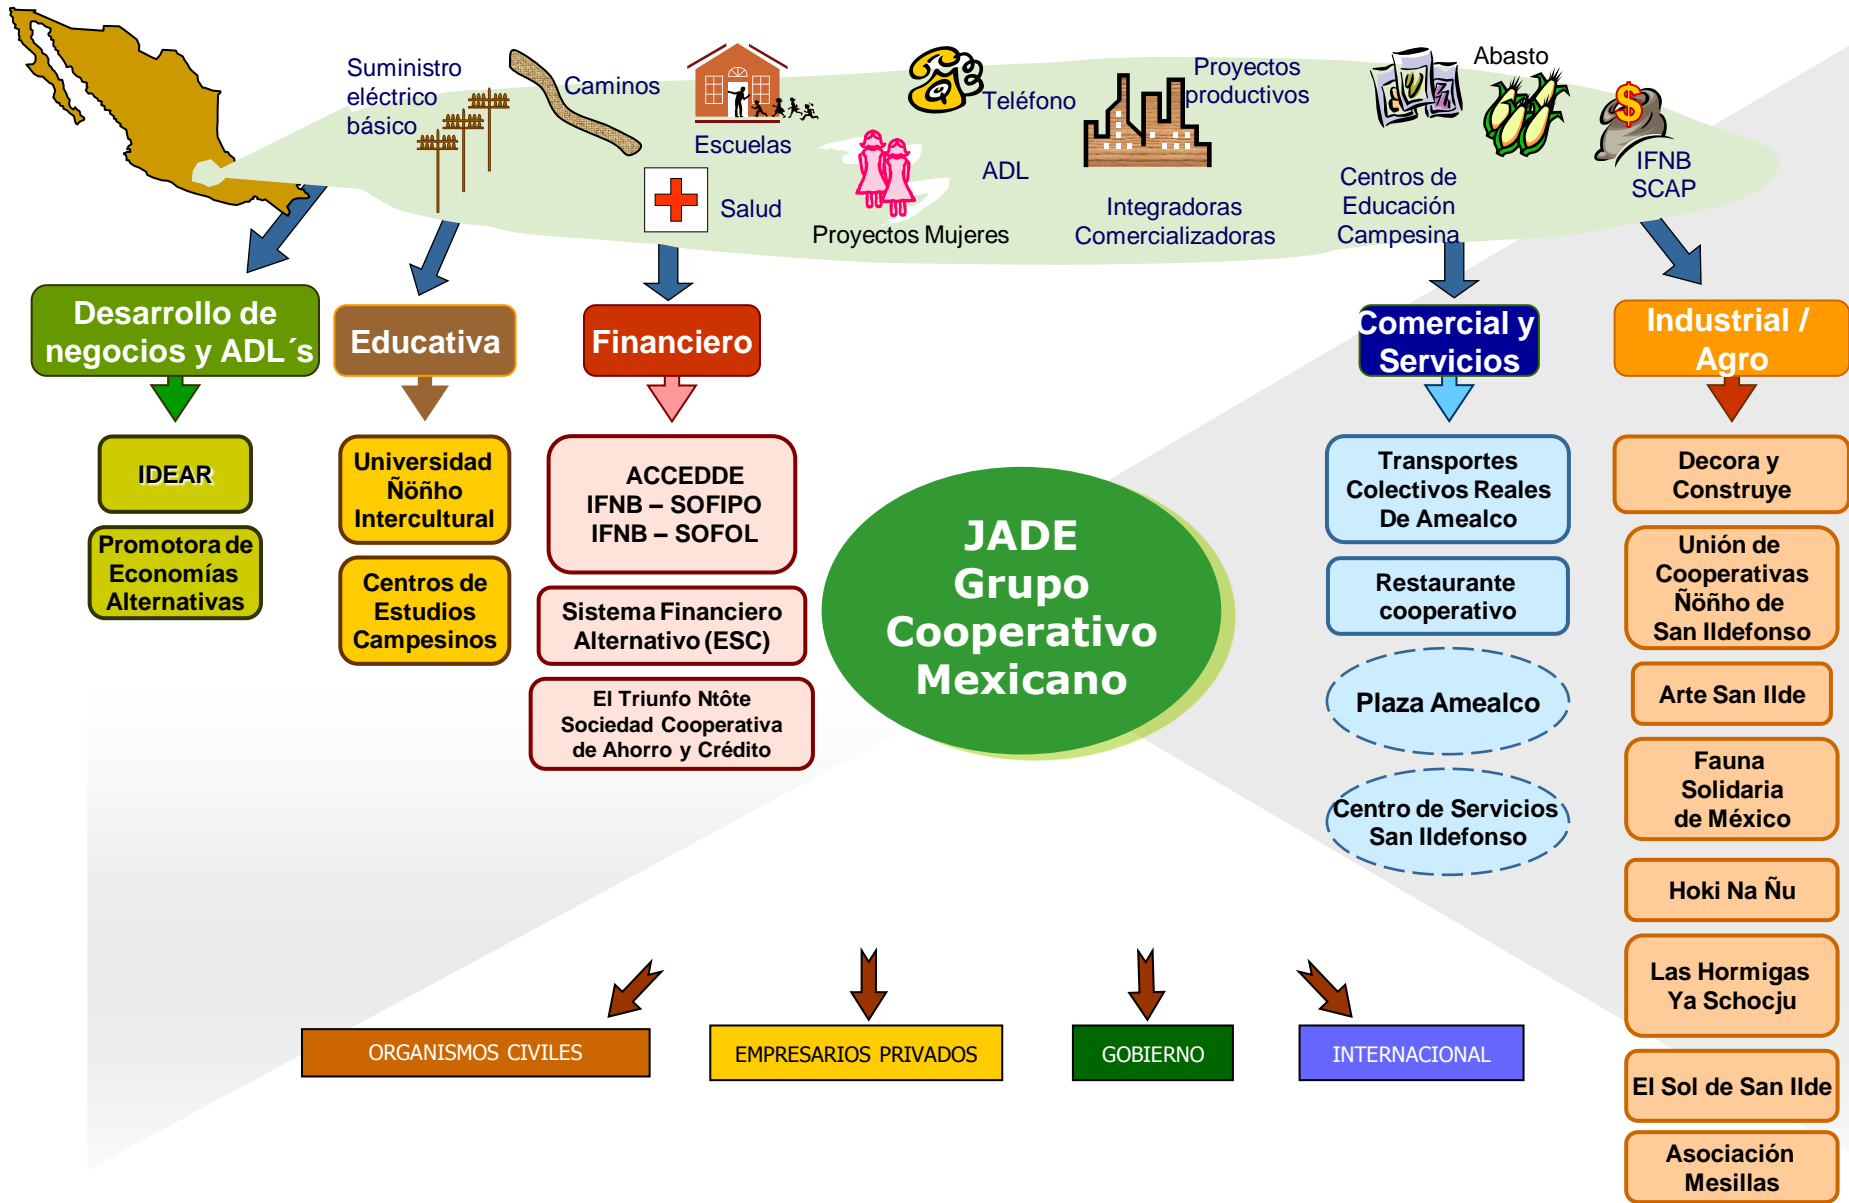 Suministro
eléctrico
básico
Caminos
Escuelas
Salud
Teléfono
ADL
Proyectos Mujeres
Proyectos
productivos
Integradoras
Comercializadoras
Abasto
Centros de
Educación
Campesina
$
IFNB
SCAP
Desarrollo de
negocios y ADL´s
IDEAR
Promotora de
Economías
Alternativas
Educativa
Universidad
Ñöñho
Intercultural
Centros de
Estudios
Campesinos
Financiero
ACCEDDE
IFNB – SOFIPO
IFNB – SOFOL
Sistema Financiero
Alternativo (ESC)
El Triunfo Ntôte
Sociedad Cooperativa
de Ahorro y Crédito
JADE
Grupo
Cooperativo
Mexicano
Comercial y
Servicios
Transportes
Colectivos Reales
De Amealco
Restaurante
cooperativo
Plaza Amealco
Centro de Servicios
San Ildefonso
Industrial /
Agro
Decora y
Construye
Unión de
Cooperativas
Ñöñho de
San Ildefonso
Arte San Ilde
Fauna
Solidaria
de México
Hoki Na Ñu
Las Hormigas
Ya Schocju
El Sol de San Ilde
Asociación
Mesillas
ORGANISMOS CIVILES
EMPRESARIOS PRIVADOS
GOBIERNO
INTERNACIONAL